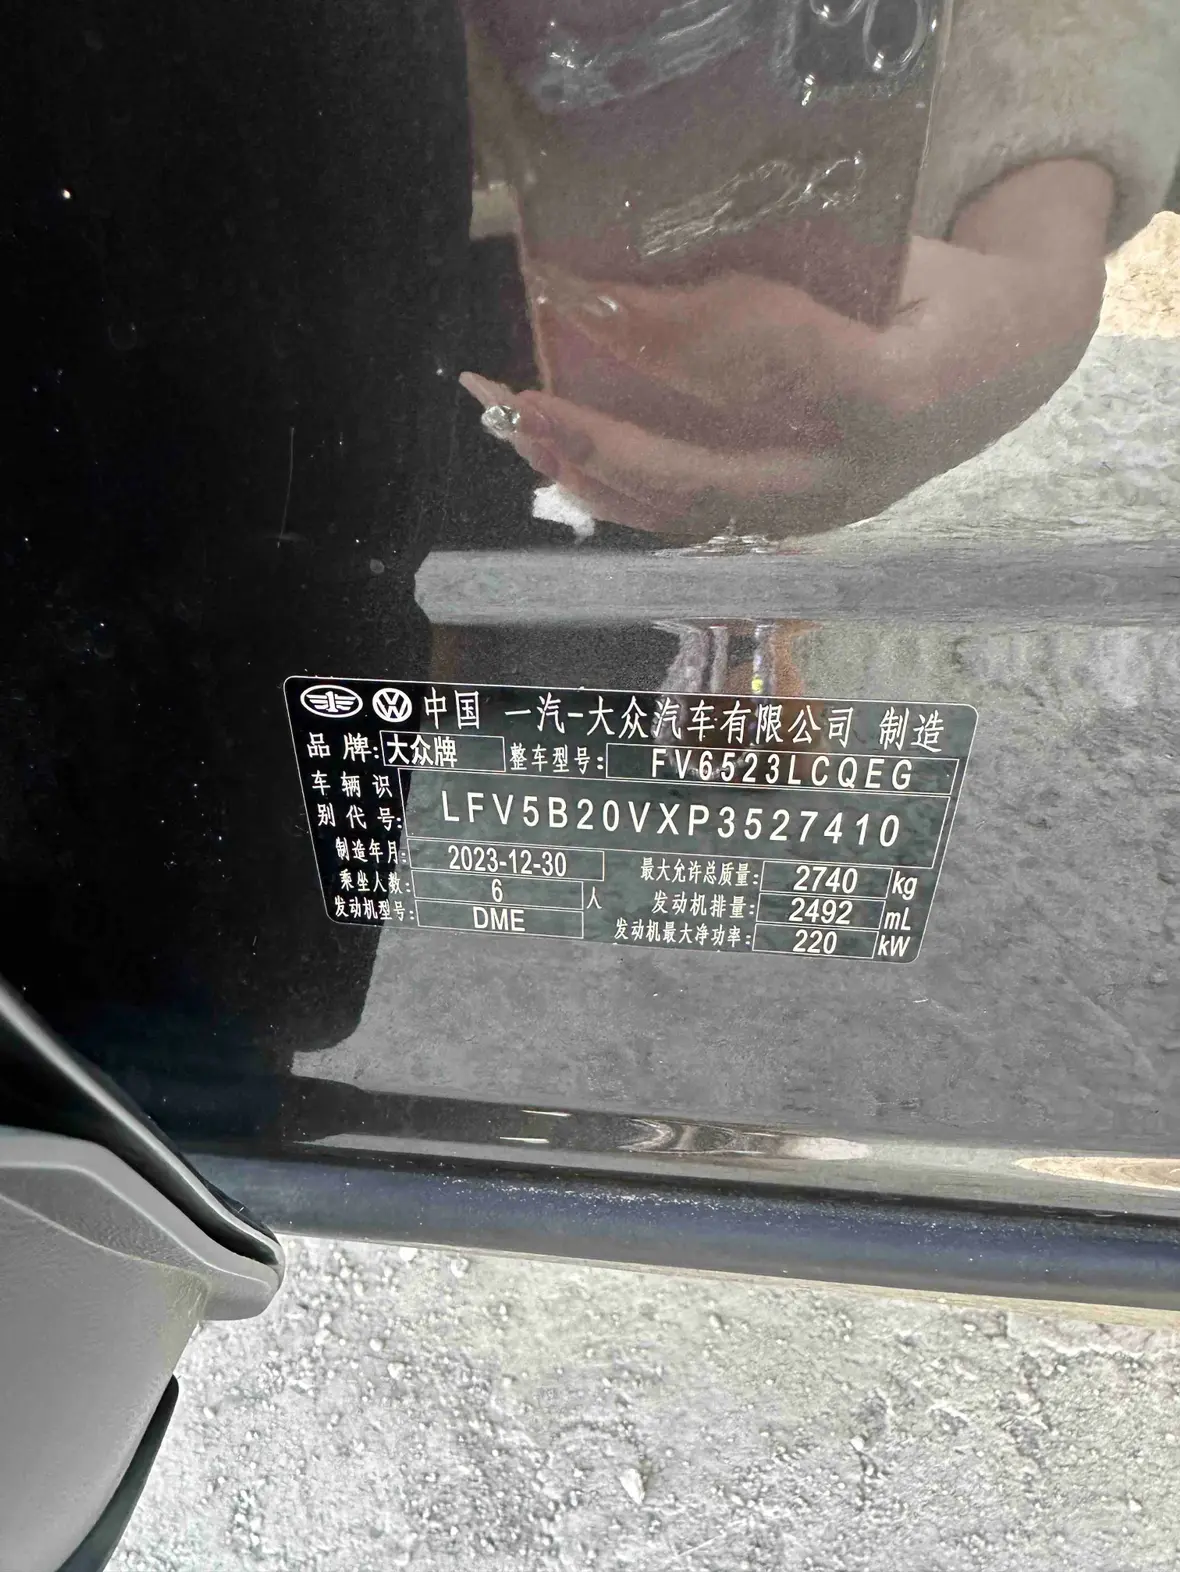 中国 一汽-大众汽车有限公司 制造
品牌: 大众牌 整车型号: FV6523LCQEG
车辆识别代号: LFV5B20VXP3527410
制造年月: 2023-12-30 最大允许总质量: 2740 kg
乘坐人数: 6 人 发动机排量: 2492 mL
发动机型号: DME 发动机最大净功率: 220 kW